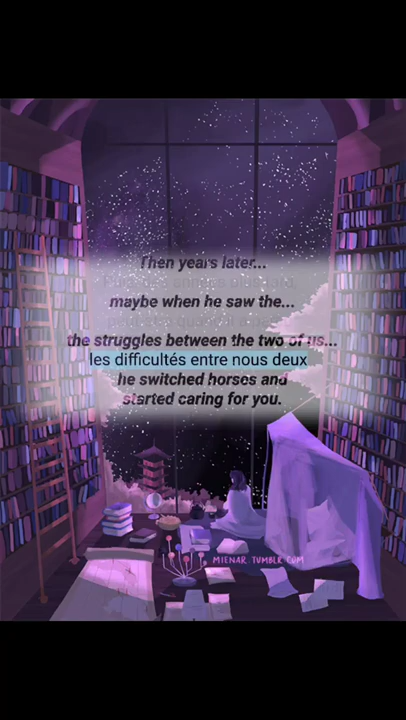 Then years later...
maybe when he saw the...
the struggles between the two of us...
les difficultés entre nous deux
he switched horses and
started caring for you.
MIENAR.TUMBLR.COM